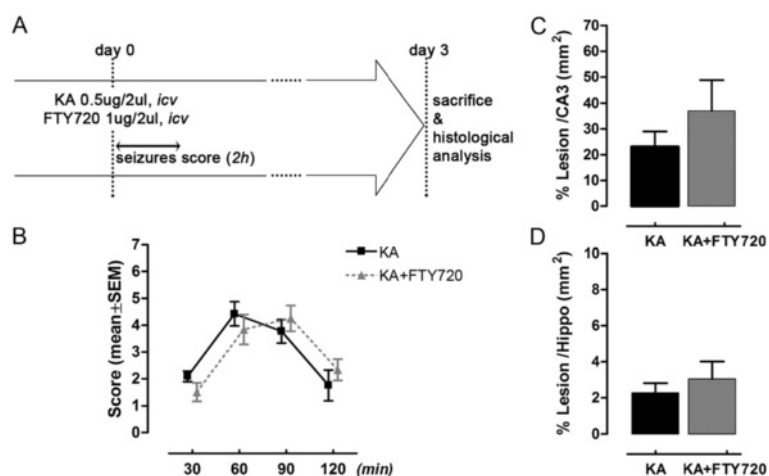 A
day 0
day 3
KA 0.5ug/2ul, icv
FTY720 1ug/2ul, icv
seizures score (2h)
sacrifice
&
histological
analysis
B
Score (mean±SEM)
7
6
5
4
3
2
1
0
30 60 90 120 (min)
KA
KA+FTY720
C
% Lesion /CA3 (mm²)
70
60
50
40
30
20
10
0
KA KA+FTY720
D
% Lesion /Hippo (mm²)
10
8
6
4
2
0
KA KA+FTY720